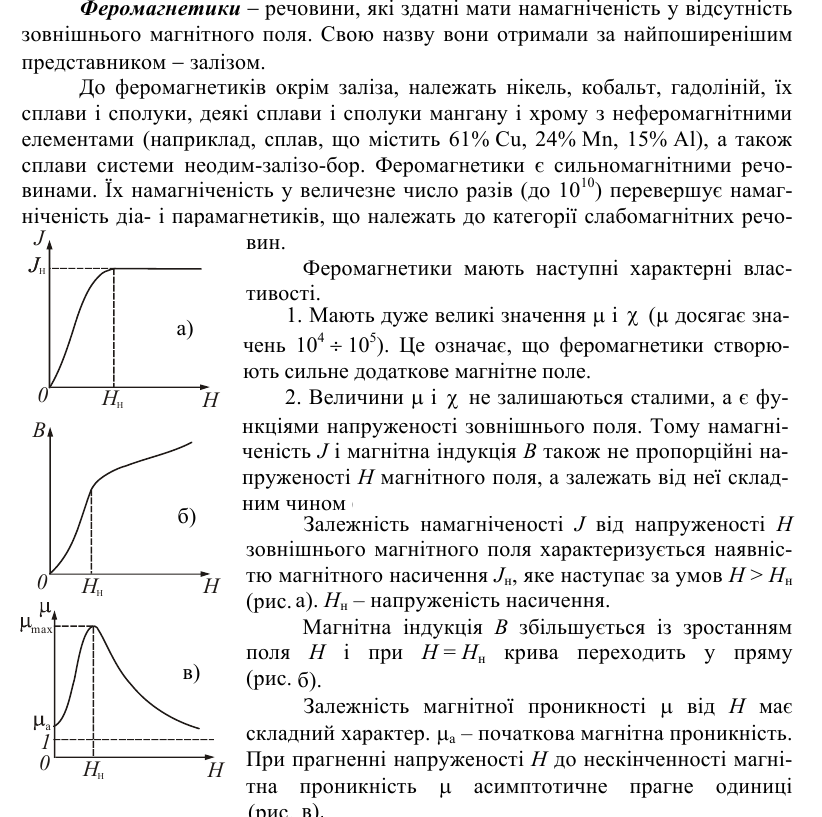 Феромагнетики – речовини, які здатні мати намагніченість у відсутність
зовнішнього магнітного поля. Свою назву вони отримали за найпоширенішим
представником – залізом.
До феромагнетиків окрім заліза, належать нікель, кобальт, гадоліній, їх
сплави і сполуки, деякі сплави і сполуки мангану і хрому з неферомагнітними
елементами (наприклад, сплав, що містить 61% Cu, 24% Mn, 15% Al), а також
сплави системи неодим-залізо-бор. Феромагнетики є сильномагнітними речо-
винами. Їх намагніченість у величезне число разів (до 10¹⁰) перевершує намаг-
ніченість діа- і парамагнетиків, що належать до категорії слабомагнітних речо-
вин.
Феромагнетики мають наступні характерні влас-
тивості.
1. Мають дуже великі значення μ і χ (μ досягає зна-
чень 10⁴ ÷ 10⁵). Це означає, що феромагнетики створю-
ють сильне додаткове магнітне поле.
2. Величини μ і χ не залишаються сталими, а є фу-
нкціями напруженості зовнішнього поля. Тому намагні-
ченість J і магнітна індукція B також не пропорційні на-
пруженості H магнітного поля, а залежать від неї склад-
ним чином
Залежність намагніченості J від напруженості H
зовнішнього магнітного поля характеризується наявніс-
тю магнітного насичення Jн, яке наступає за умов H > Hн
(рис. а). Hн – напруженість насичення.
Магнітна індукція B збільшується із зростанням
поля H і при H = Hн крива переходить у пряму
(рис. б).
Залежність магнітної проникності μ від H має
складний характер. μа – початкова магнітна проникність.
При прагненні напруженості H до нескінченності магні-
тна проникність μ асимптотичне прагне одиниці
(рис. в).
J
Jн
а)
0 Hн H
B
б)
0 Hн H
μ
μmax
в)
μа
1
0 Hн H